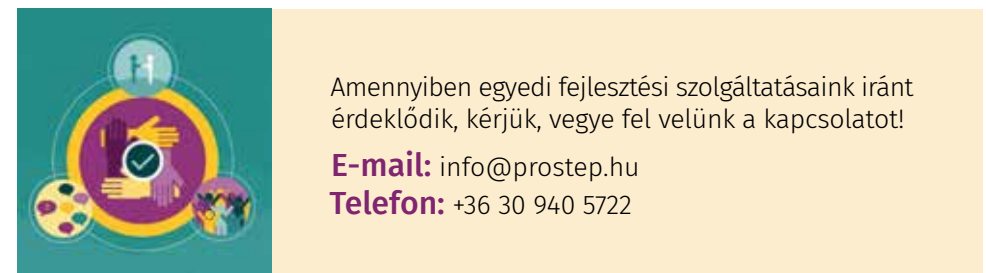 Amennyiben egyedi fejlesztési szolgáltatásaink iránt
érdeklődik, kérjük, vegye fel velünk a kapcsolatot!
E-mail: info@prostep.hu
Telefon: +36 30 940 5722